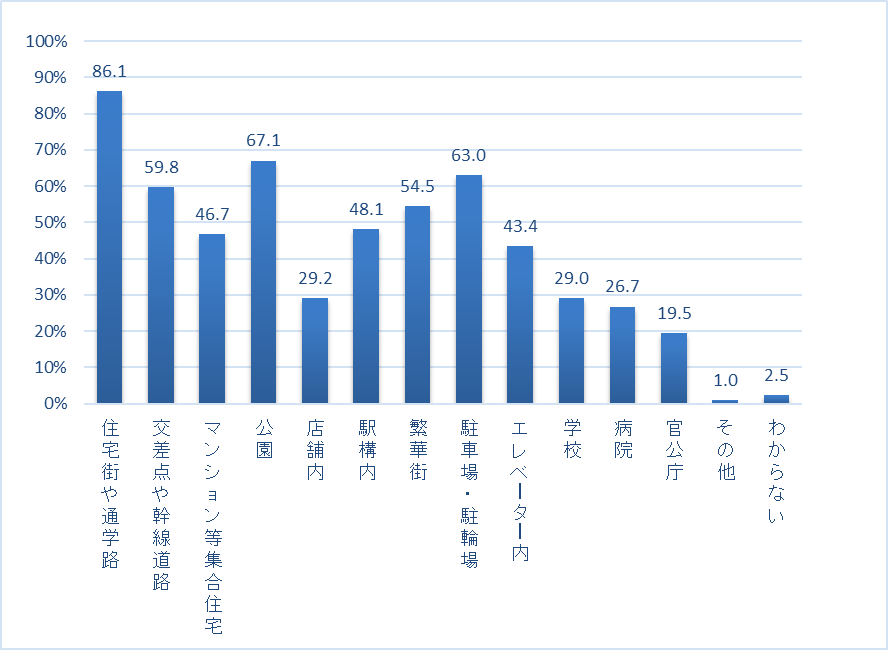 100%
90%
80%
70%
60%
50%
40%
30%
20%
10%
0%
86.1
59.8
46.7
67.1
29.2
48.1
54.5
63.0
43.4
29.0
26.7
19.5
1.0
2.5
住宅街や通学路
交差点や幹線道路
マンション等集合住宅
公園
店舗内
駅構内
繁華街
駐車場・駐輪場
エレベーター内
学校
病院
官公庁
その他
わからない